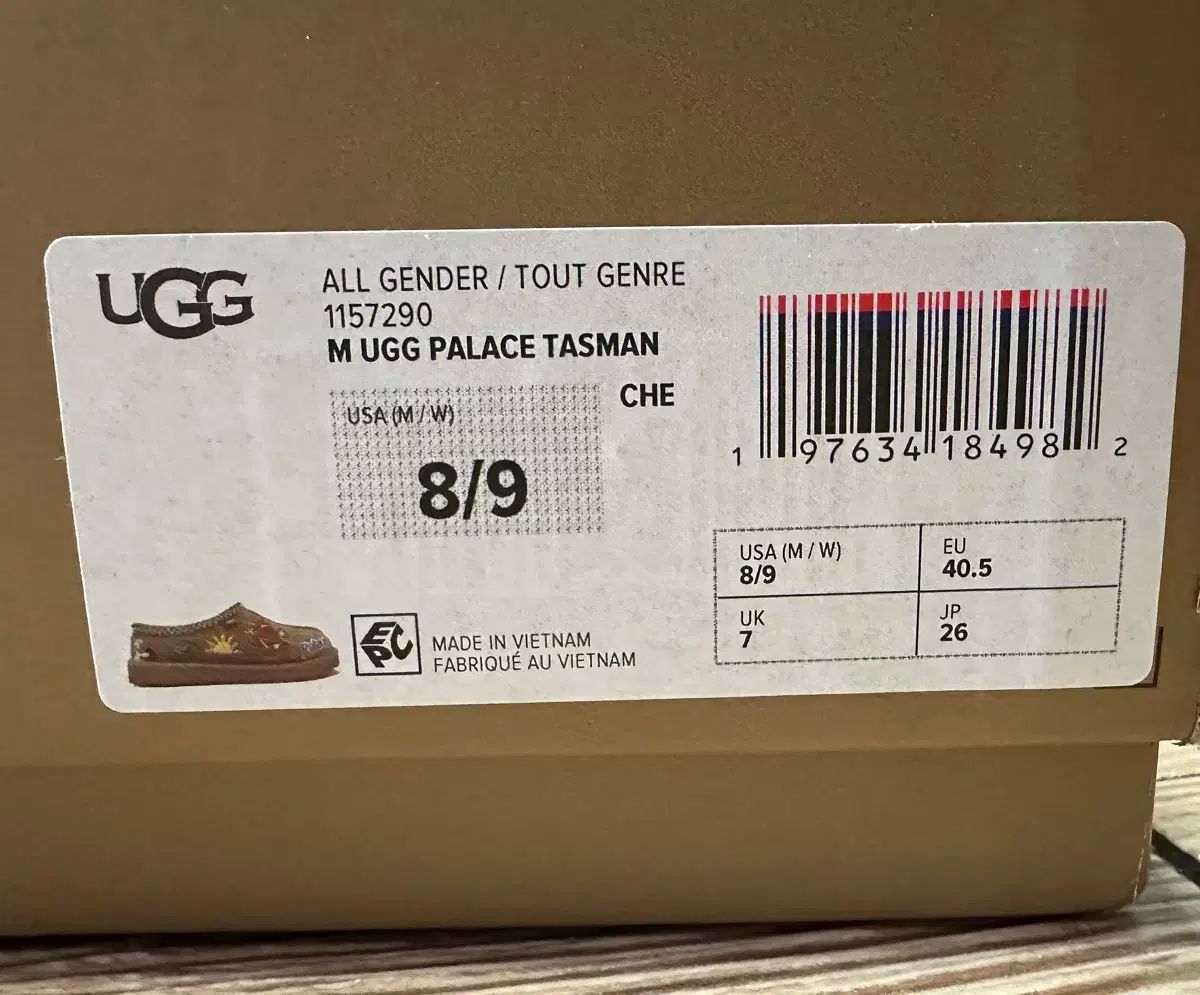 UGG
ALL GENDER / TOUT GENRE
1157290
M UGG PALACE TASMAN
CHE
USA (M / W)
8/9
1 97634 18498 2
USA (M / W)
8/9
EU
40.5
UK
7
JP
26
EPC
MADE IN VIETNAM
FABRIQUÉ AU VIETNAM